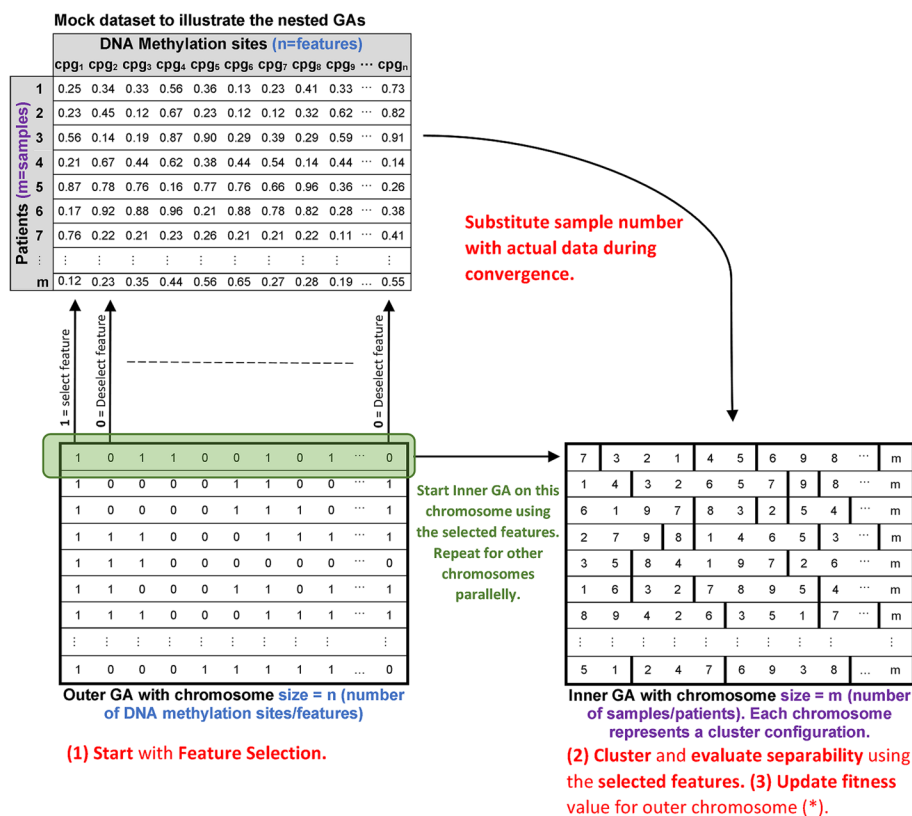 Mock dataset to illustrate the nested GAs
DNA Methylation sites (n=features)
cpg1 cpg2 cpg3 cpg4 cpg5 cpg6 cpg7 cpg8 cpg9 ⋯ cpgn
Patients (m=samples)
1 0.25 0.34 0.33 0.56 0.36 0.13 0.23 0.41 0.33 ⋯ 0.73
2 0.23 0.45 0.12 0.67 0.23 0.12 0.12 0.32 0.62 ⋯ 0.82
3 0.56 0.14 0.19 0.87 0.90 0.29 0.39 0.29 0.59 ⋯ 0.91
4 0.21 0.67 0.44 0.62 0.38 0.44 0.54 0.14 0.44 ⋯ 0.14
5 0.87 0.78 0.76 0.16 0.77 0.76 0.66 0.96 0.36 ⋯ 0.26
6 0.17 0.92 0.88 0.96 0.21 0.88 0.78 0.82 0.28 ⋯ 0.38
7 0.76 0.22 0.21 0.23 0.26 0.21 0.21 0.22 0.11 ⋯ 0.41
⋮ ⋮ ⋮ ⋮ ⋮ ⋮ ⋮ ⋮ ⋮ ⋮ ⋮
m 0.12 0.23 0.35 0.44 0.56 0.65 0.27 0.28 0.19 ⋯ 0.55
Substitute sample number
with actual data during
convergence.
1 = select feature
0 = Deselect feature
0 = Deselect feature
1 0 1 1 0 0 1 0 1 ⋯ 0
1 0 0 0 0 1 1 0 0 ⋯ 1
1 0 0 0 0 1 1 1 0 ⋯ 1
1 1 1 0 0 0 1 1 0 ⋯ 1
1 1 1 0 0 0 0 0 0 ⋯ 0
1 1 0 0 0 1 1 0 1 ⋯ 0
1 1 1 0 0 0 1 0 1 ⋯ 1
⋮ ⋮ ⋮ ⋮ ⋮ ⋮ ⋮ ⋮ ⋮ ⋮ ⋮
1 0 0 0 1 1 1 1 1 ... 0
Outer GA with chromosome size = n (number
of DNA methylation sites/features)
(1) Start with Feature Selection.
Start Inner GA on this
chromosome using
the selected features.
Repeat for other
chromosomes
parallelly.
7 3 2 1 4 5 6 9 8 ⋯ m
1 4 3 2 6 5 7 9 8 ⋯ m
6 1 9 7 8 3 2 5 4 ⋯ m
2 7 9 8 1 4 6 5 3 ⋯ m
3 5 8 4 1 9 7 2 6 ⋯ m
1 6 3 2 7 8 9 5 4 ⋯ m
8 9 4 2 6 3 5 1 7 ⋯ m
⋮ ⋮ ⋮ ⋮ ⋮ ⋮ ⋮ ⋮ ⋮ ⋮ ⋮
5 1 2 4 7 6 9 3 8 ... m
Inner GA with chromosome size = m (number
of samples/patients). Each chromosome
represents a cluster configuration.
(2) Cluster and evaluate separability using
the selected features. (3) Update fitness
value for outer chromosome (*).